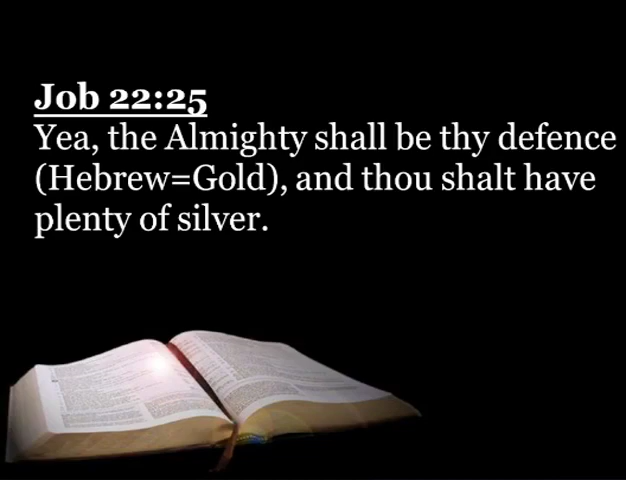 Job 22:25
Yea, the Almighty shall be thy defence
(Hebrew=Gold), and thou shalt have
plenty of silver.